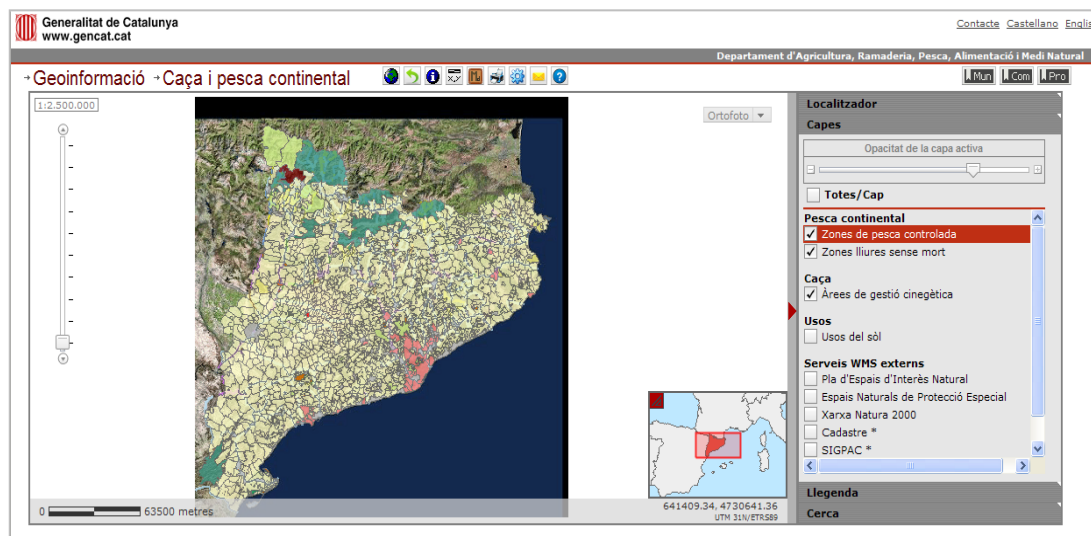 Generalitat de Catalunya
www.gencat.cat
Contacte Castellano Englis
Departament d'Agricultura, Ramaderia, Pesca, Alimentació i Medi Natural
Geoinformació Caça i pesca continental
Mun Com Pro
1:2.500.000
Ortofoto
Localitzador
Capes
Opacitat de la capa activa
Totes/Cap
Pesca continental
Zones de pesca controlada
Zones lliures sense mort
Caça
Àrees de gestió cinegètica
Usos
Usos del sòl
Serveis WMS externs
Pla d'Espais d'Interès Natural
Espais Naturals de Protecció Especial
Xarxa Natura 2000
Cadastre *
SIGPAC *
Llegenda
Cerca
0 63500 metres
641409.34, 4730641.36
UTM 31N/ETRS89